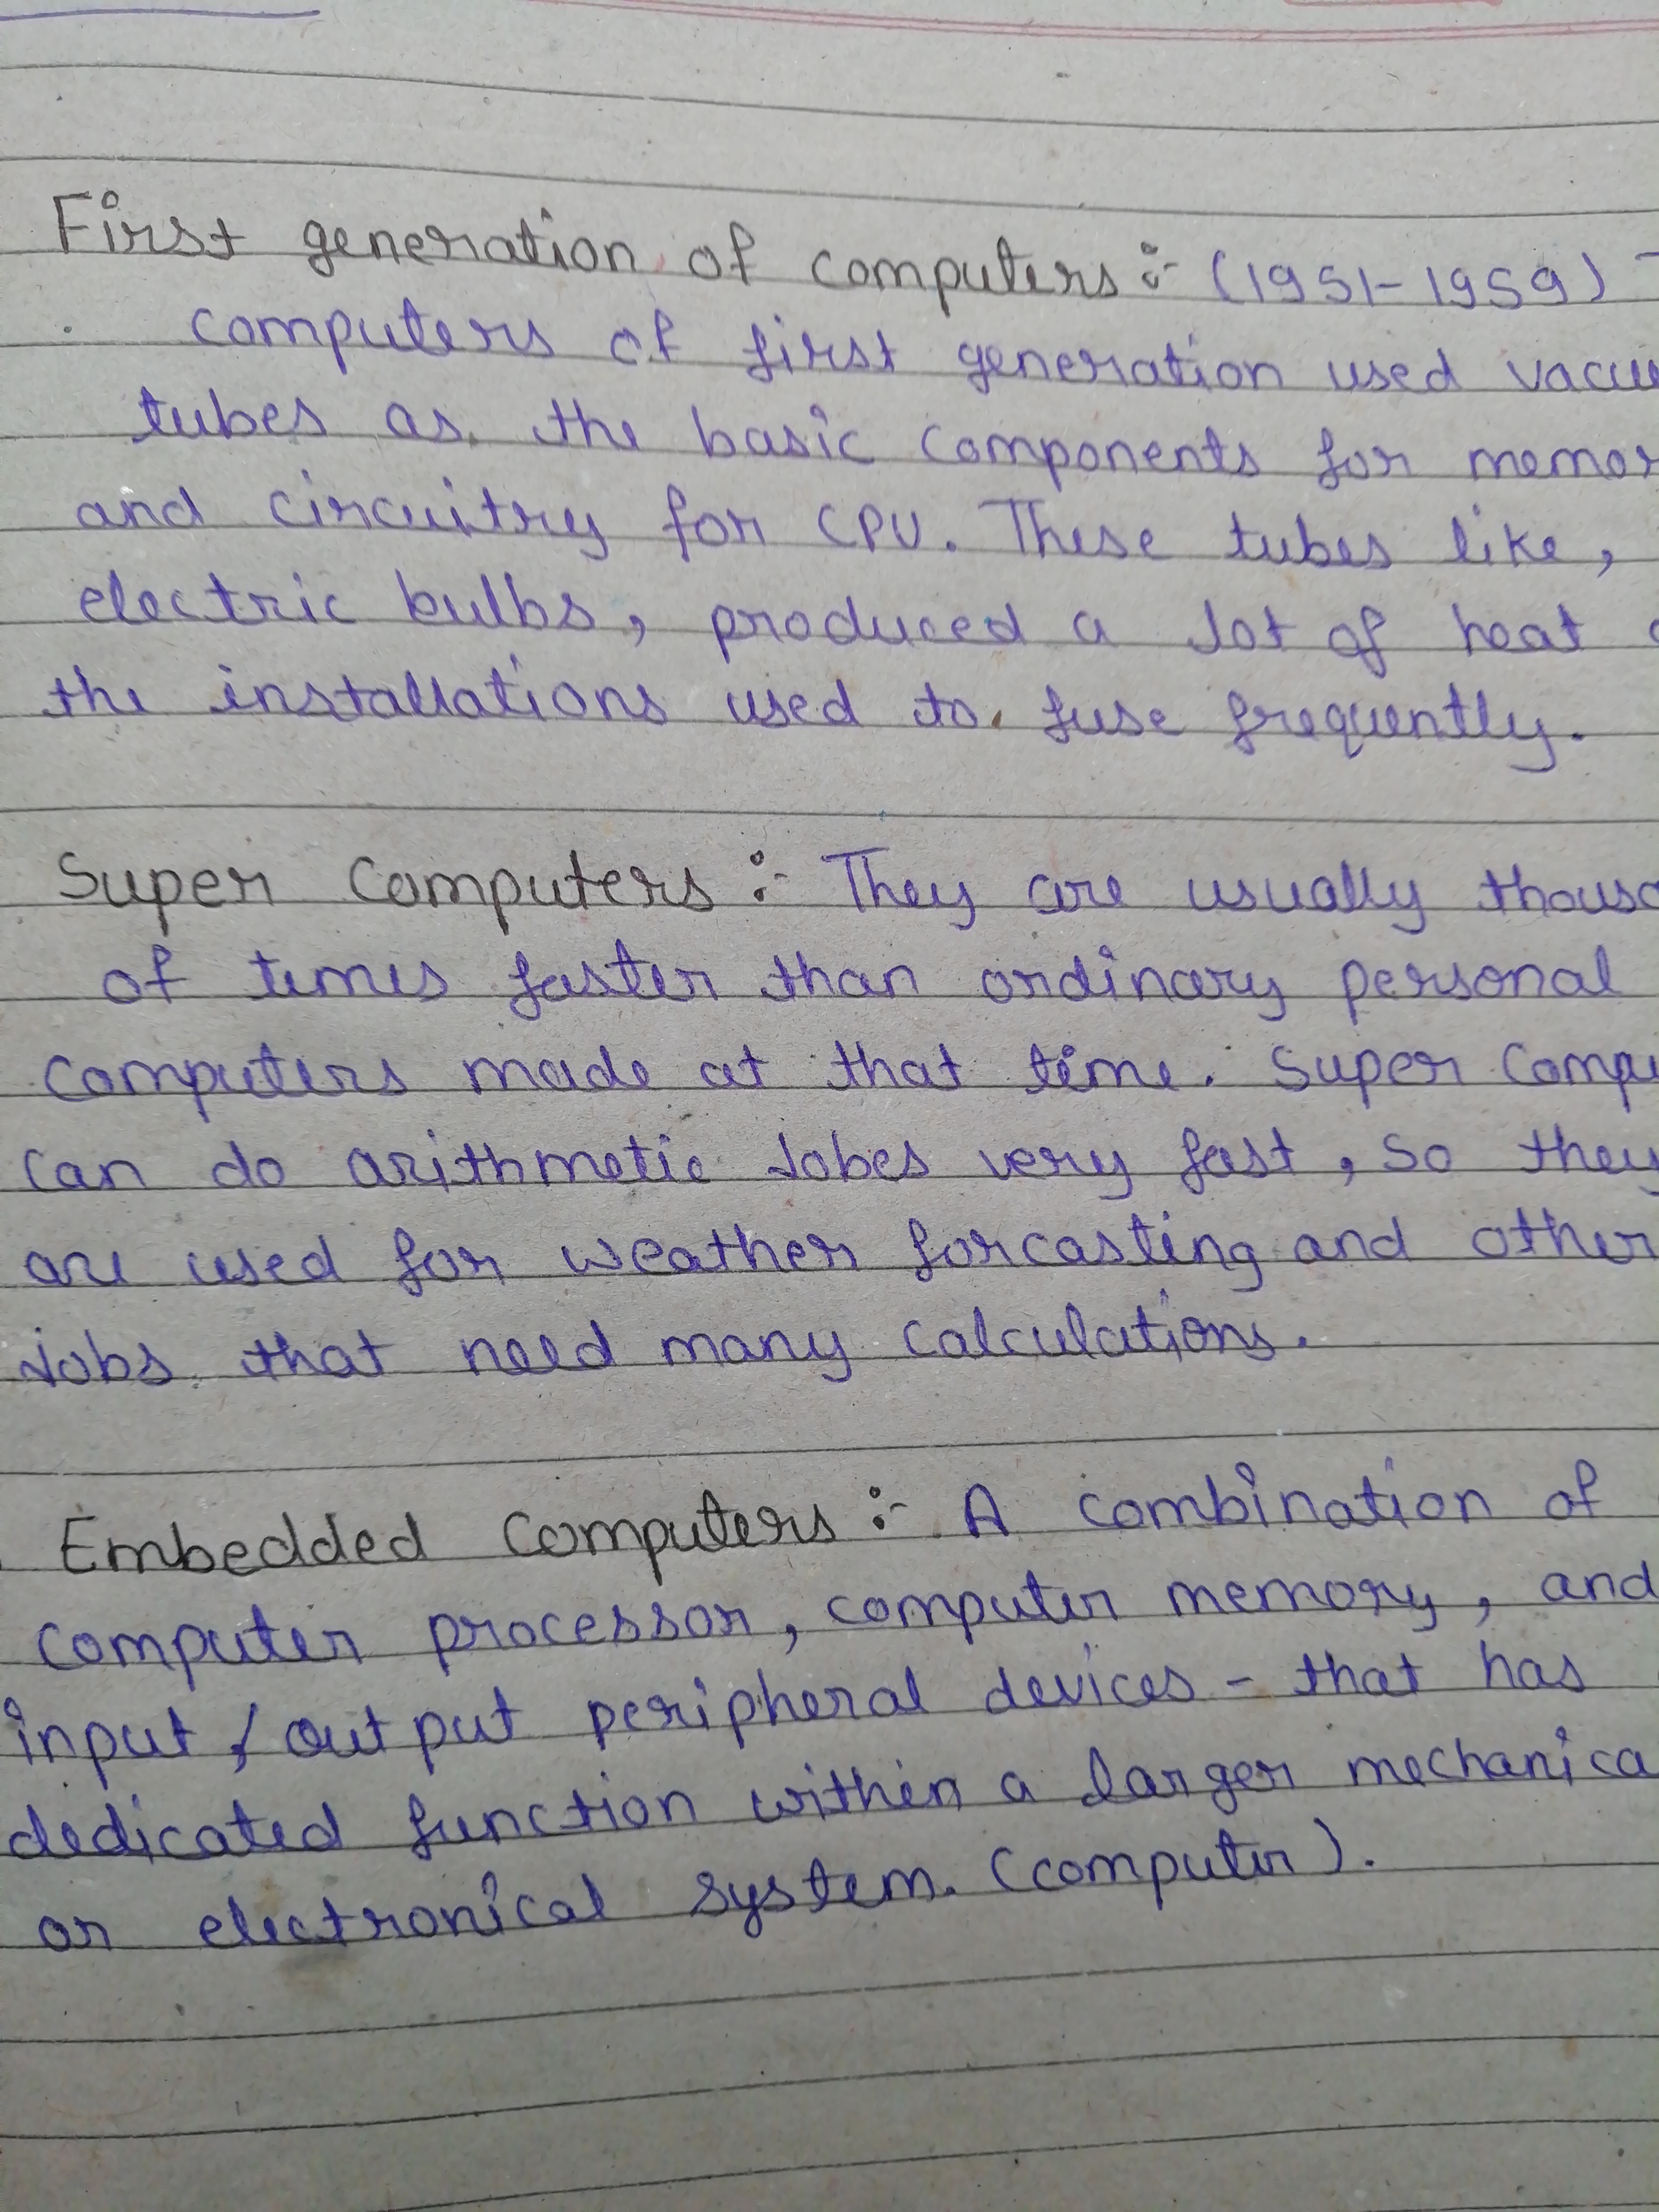 First generation of computers :- (1951-1959)
computers of first generation used vacuu
tubes as the basic components for memor
and circuitry for CPU. These tubes like,
electric bulbs, produced a lot of heat
the installations used to fuse frequently.
Super Computers :- They are usually thousa
of times faster than ordinary personal
computers made at that time. Super Compu
can do arithmetic jobes very fast, so they
are used for weather forcasting and other
jobs that need many calculations.
Embedded Computers :- A combination of
computer processor, computer memory, and
input / output peripheral devices - that has
dedicated function within a larger mechanica
or electronical system. (computer).